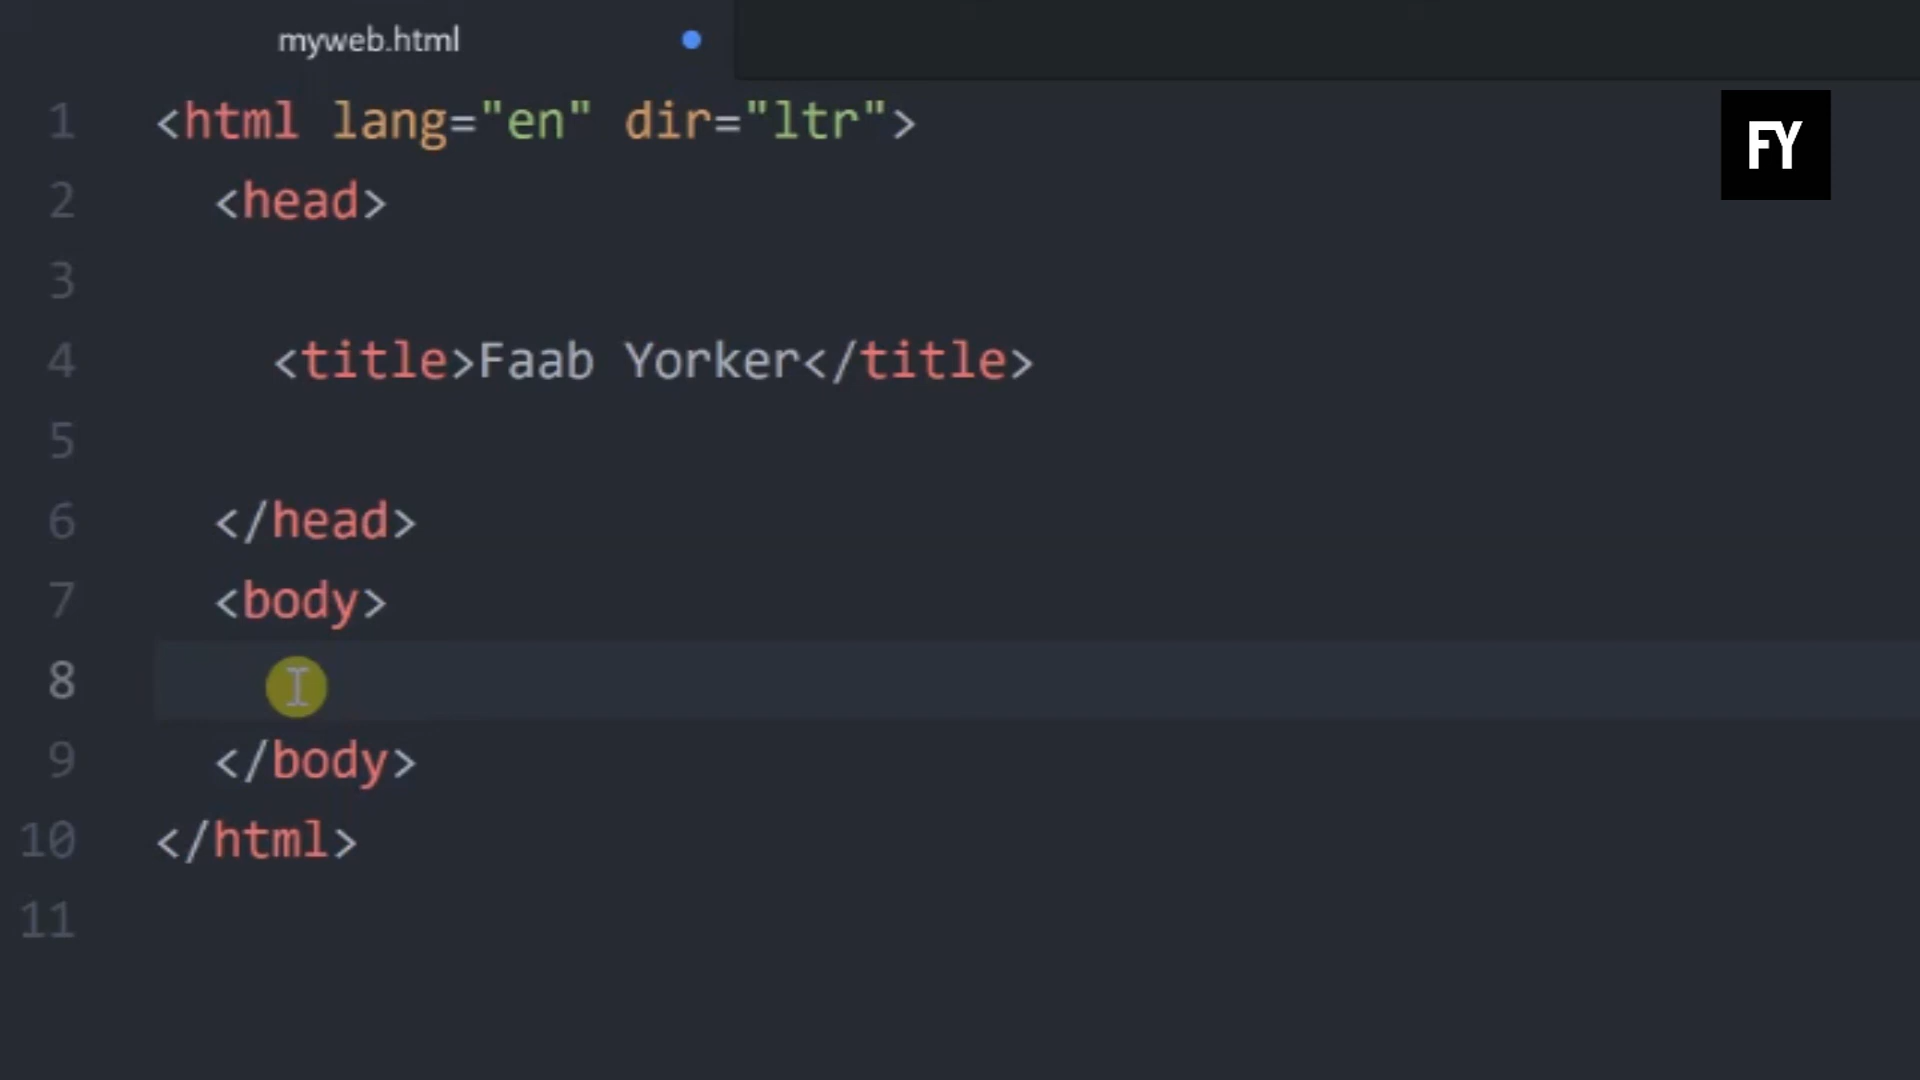 myweb.html
FY
1 <html lang="en" dir="ltr">
2 <head>
3
4 <title>Faab Yorker</title>
5
6 </head>
7 <body>
8
9 </body>
10 </html>
11